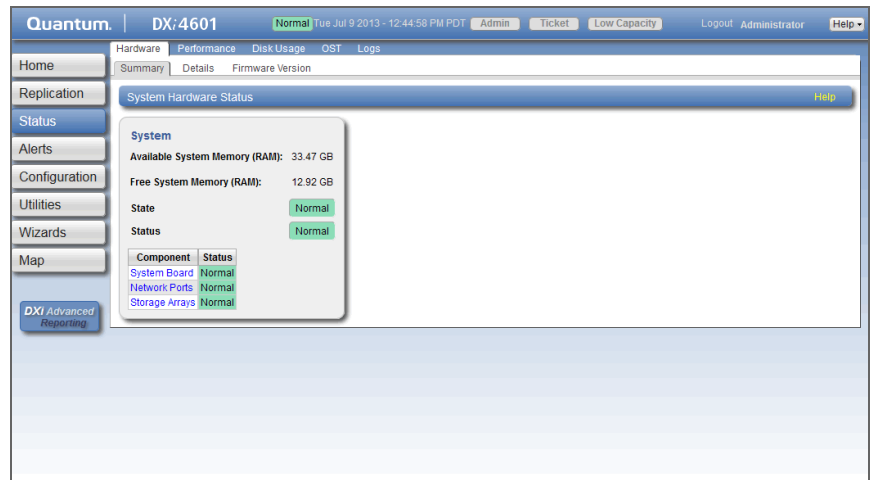 Quantum. DXi4601 Normal Tue Jul 9 2013 - 12:44:58 PM PDT Admin Ticket Low Capacity Logout Administrator Help
Hardware Performance Disk Usage OST Logs
Summary Details Firmware Version
Home
Replication
Status
Alerts
Configuration
Utilities
Wizards
Map
DXi Advanced
Reporting
System Hardware Status Help
System
Available System Memory (RAM): 33.47 GB
Free System Memory (RAM): 12.92 GB
State Normal
Status Normal
Component Status
System Board Normal
Network Ports Normal
Storage Arrays Normal